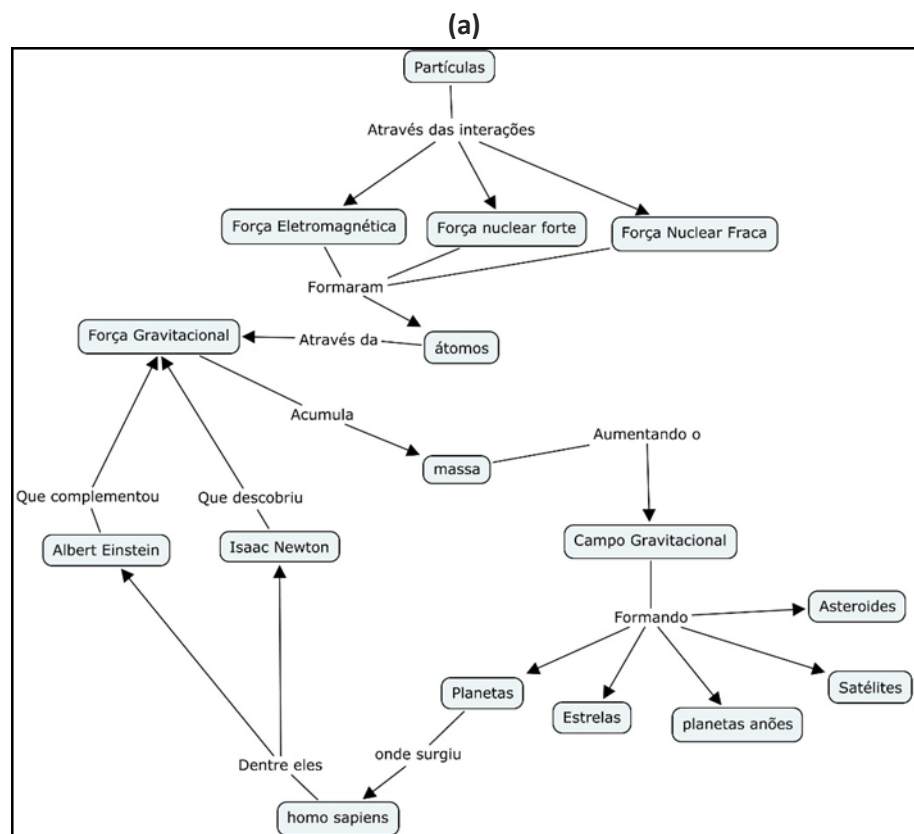 (a)
Partículas
Através das interações
Força Eletromagnética
Força nuclear forte
Força Nuclear Fraca
Formaram
Força Gravitacional
Através da
átomos
Acumula
Aumentando o
massa
Que complementou
Que descobriu
Albert Einstein
Isaac Newton
Campo Gravitacional
Asteroides
Formando
Planetas
Satélites
Estrelas
planetas anões
onde surgiu
Dentre eles
homo sapiens